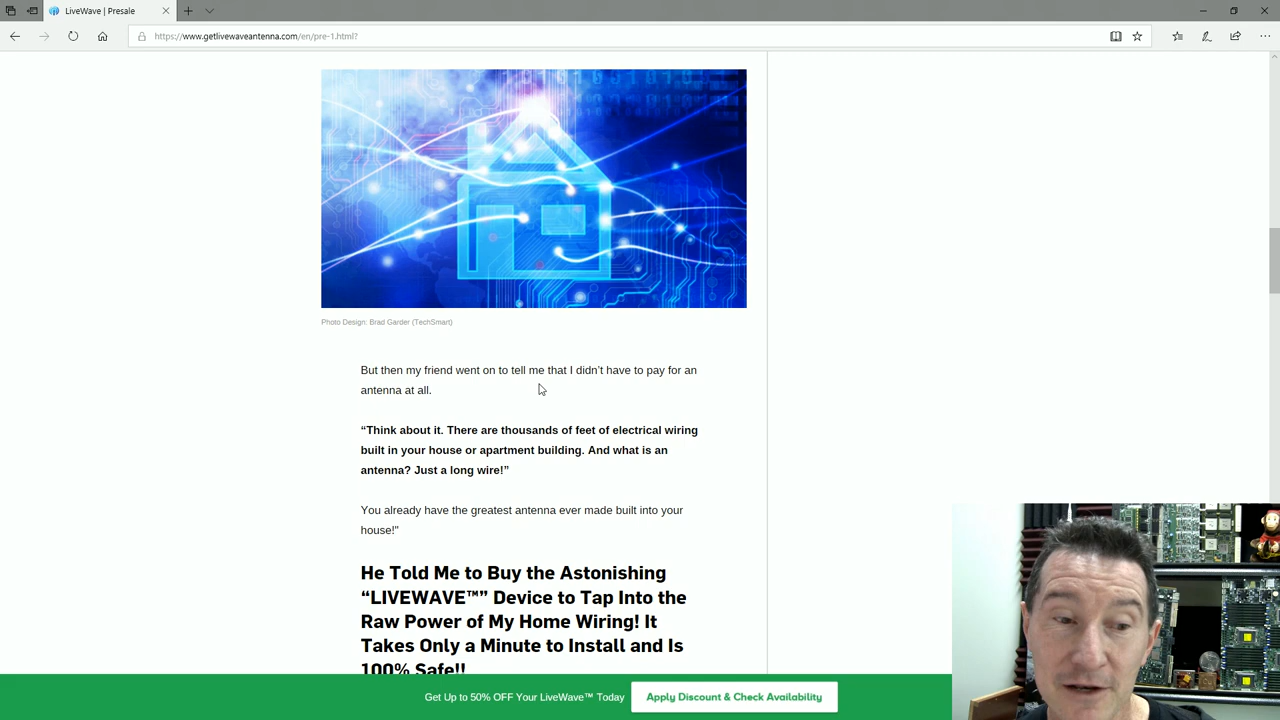 LiveWave | Presale
https://www.getlivewaveantenna.com/en/pre-1.html?
Photo Design: Brad Garder (TechSmart)
But then my friend went on to tell me that I didn’t have to pay for an
antenna at all.
“Think about it. There are thousands of feet of electrical wiring
built in your house or apartment building. And what is an
antenna? Just a long wire!”
You already have the greatest antenna ever made built into your
house!"
He Told Me to Buy the Astonishing
“LIVEWAVE™” Device to Tap Into the
Raw Power of My Home Wiring! It
Takes Only a Minute to Install and Is
100% Safe!!
Get Up to 50% OFF Your LiveWave™ Today
Apply Discount & Check Availability